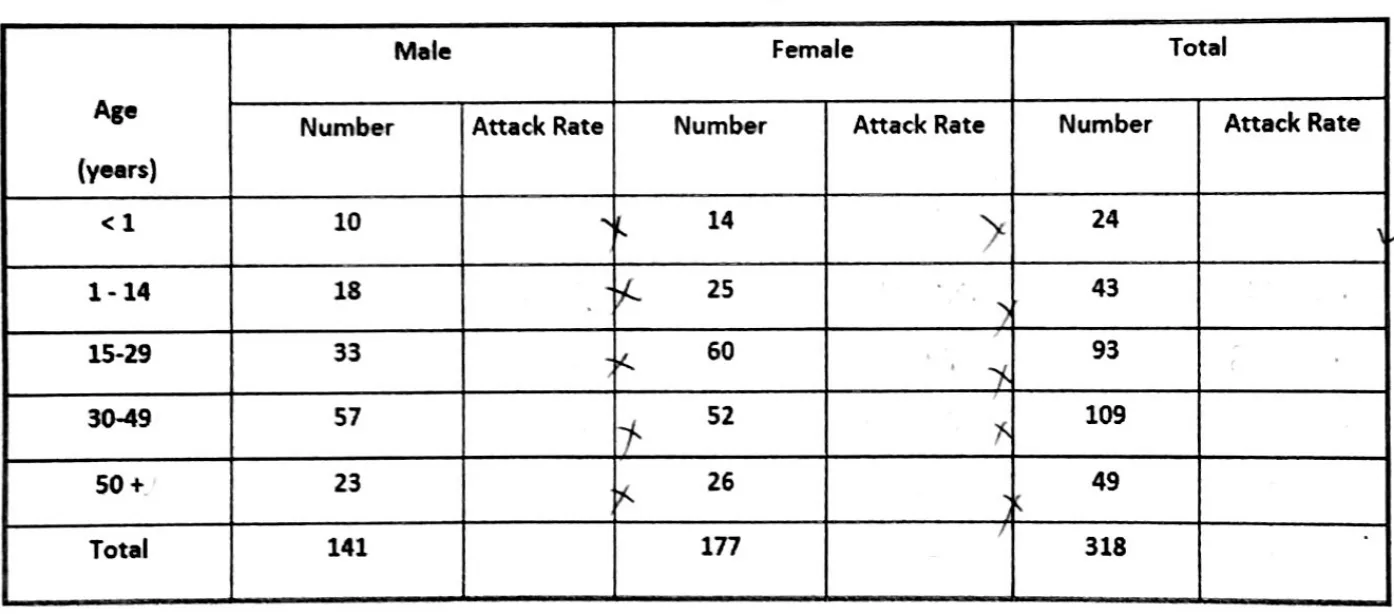 Age
(years)
Male
Female
Total
Number
Attack Rate
Number
Attack Rate
Number
Attack Rate
< 1
10
14
24
1 - 14
18
25
43
15-29
33
60
93
30-49
57
52
109
50 +
23
26
49
Total
141
177
318